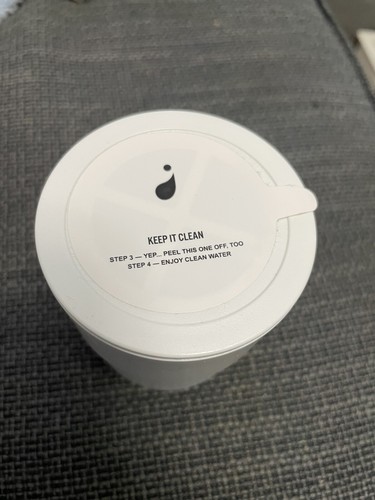 KEEP IT CLEAN
STEP 3 — YEP... PEEL THIS ONE OFF, TOO
STEP 4 — ENJOY CLEAN WATER